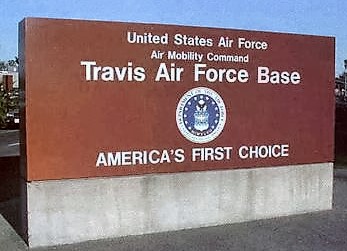 United States Air Force
Air Mobility Command
Travis Air Force Base
AMERICA'S FIRST CHOICE